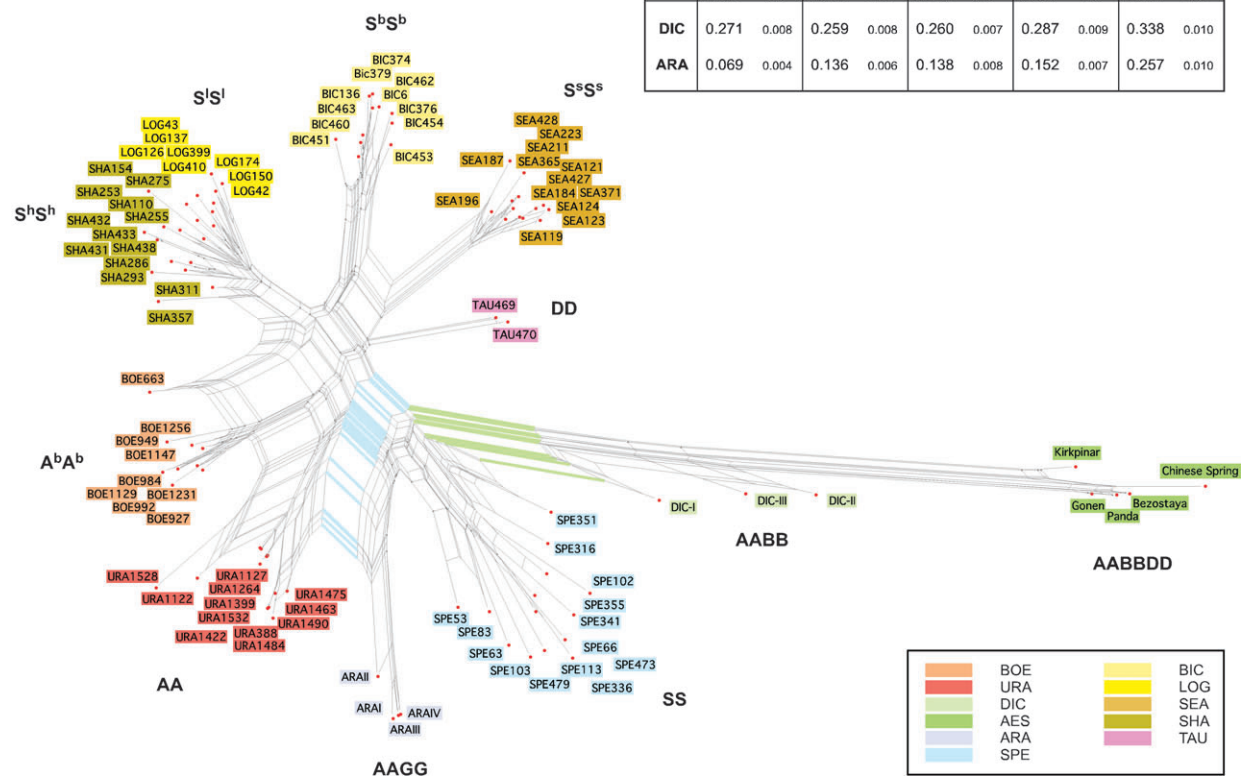 DIC 0.271 0.008 0.259 0.008 0.260 0.007 0.287 0.009 0.338 0.010
ARA 0.069 0.004 0.136 0.006 0.138 0.008 0.152 0.007 0.257 0.010
SᵇSᵇ
BIC374
Bic379
BIC462
BIC136
BIC6
BIC463
BIC376
BIC460
BIC454
BIC451
BIC453
SˢSˢ
SEA428
SEA223
SEA211
SEA187
SEA365
SEA121
SEA427
SEA184
SEA371
SEA196
SEA124
SEA123
SEA119
SˡSˡ
LOG43
LOG137
LOG126
LOG399
LOG410
LOG174
LOG150
LOG42
SʰSʰ
SHA154
SHA275
SHA253
SHA110
SHA432
SHA255
SHA433
SHA431
SHA438
SHA286
SHA293
SHA311
SHA357
DD
TAU469
TAU470
BOE663
AᵇAᵇ
BOE1256
BOE949
BOE1147
BOE984
BOE1129
BOE1231
BOE992
BOE927
URA1528
URA1127
URA1122
URA1264
URA1475
URA1399
URA1463
URA1532
URA1490
URA1422
URA388
URA1484
AA
ARAII
ARAI
ARAIV
ARAIII
AAGG
SPE351
SPE316
SPE102
SPE355
SPE341
SPE53
SPE83
SPE66
SPE63
SPE103
SPE113
SPE473
SPE479
SPE336
SS
DIC-I
DIC-III
DIC-II
AABB
Kirkpinar
Chinese Spring
Gonen
Bezostaya
Panda
AABBDD
BOE BIC
URA LOG
DIC SEA
AES SHA
ARA TAU
SPE